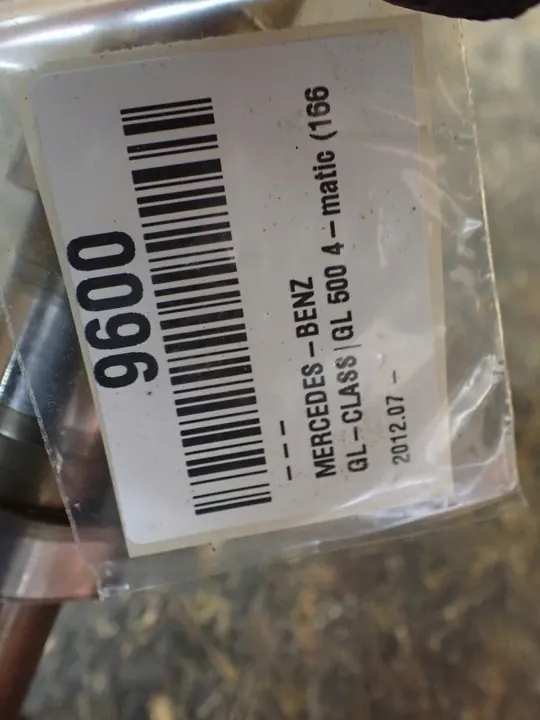 9600
– – –
MERCEDES – BENZ
GL – CLASS | GL 500 4 – matic (166
2012.07 –